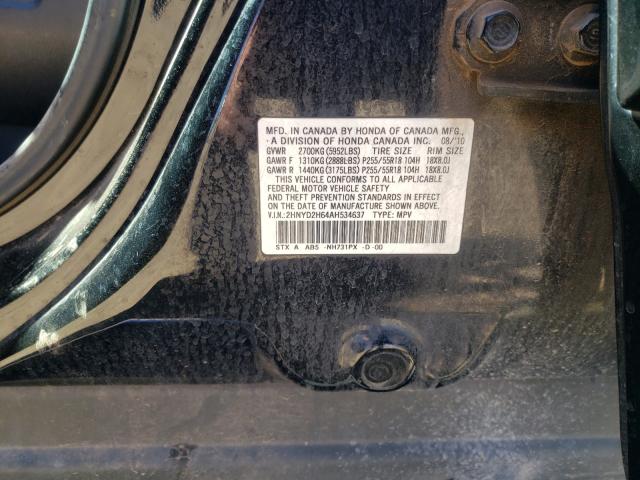 MFD. IN CANADA BY HONDA OF CANADA MFG.,
A DIVISION OF HONDA CANADA INC. 08/'10
GVWR 2700KG(5952LBS) TIRE SIZE RIM SIZE
GAWR F 1310KG(2888LBS) P255/55R18 104H 18X8.0J
GAWR R 1440KG(3175LBS) P255/55R18 104H 18X8.0J
THIS VEHICLE CONFORMS TO ALL APPLICABLE
FEDERAL MOTOR VEHICLE SAFETY
AND THEFT PREVENTION STANDARDS IN EFFECT
ON THE DATE OF MANUFACTURE SHOWN ABOVE.
V.I.N.:2HNYD2H64AH534637 TYPE: MPV
STX A AB5 -NH731PX -D -00